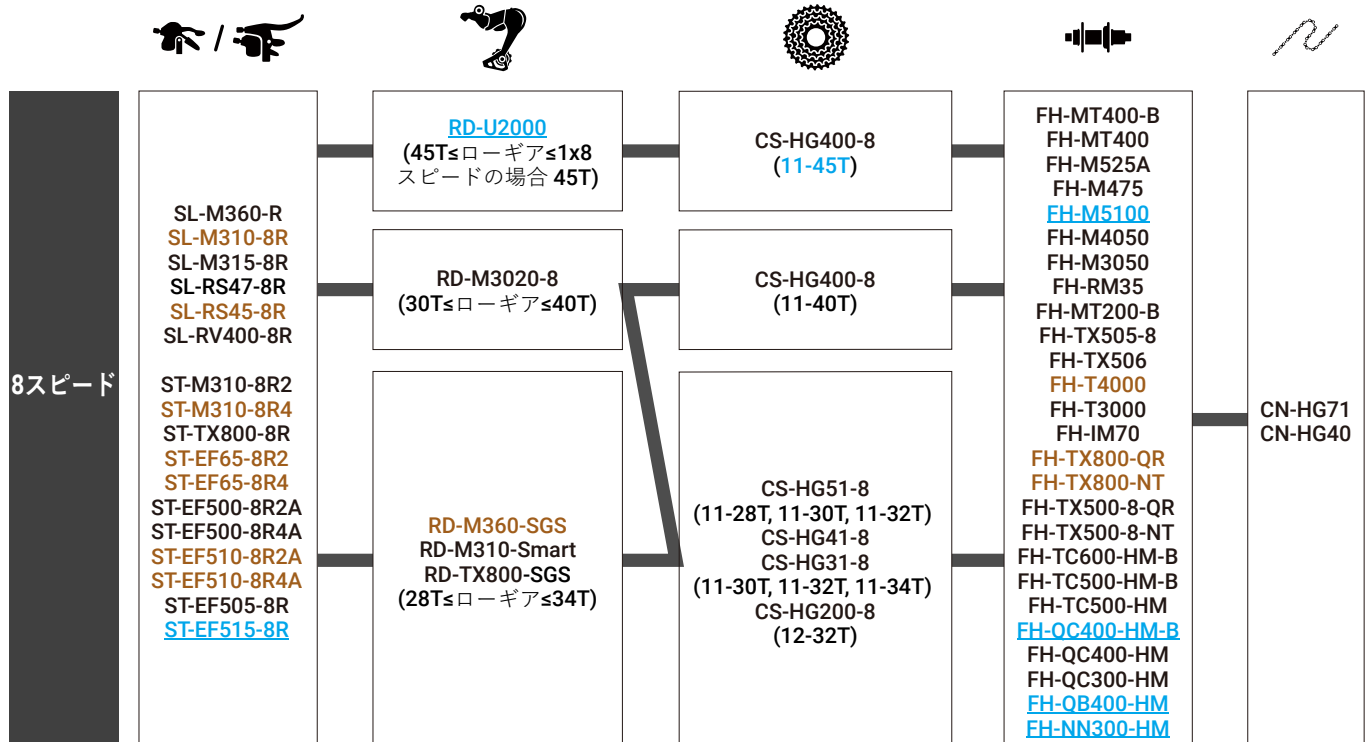 /
8スピード
SL-M360-R
SL-M310-8R
SL-M315-8R
SL-RS47-8R
SL-RS45-8R
SL-RV400-8R
ST-M310-8R2
ST-M310-8R4
ST-TX800-8R
ST-EF65-8R2
ST-EF65-8R4
ST-EF500-8R2A
ST-EF500-8R4A
ST-EF510-8R2A
ST-EF510-8R4A
ST-EF505-8R
ST-EF515-8R
RD-U2000
(45T≤ローギア≤1x8
スピードの場合 45T)
RD-M3020-8
(30T≤ローギア≤40T)
RD-M360-SGS
RD-M310-Smart
RD-TX800-SGS
(28T≤ローギア≤34T)
CS-HG400-8
(11-45T)
CS-HG400-8
(11-40T)
CS-HG51-8
(11-28T, 11-30T, 11-32T)
CS-HG41-8
CS-HG31-8
(11-30T, 11-32T, 11-34T)
CS-HG200-8
(12-32T)
FH-MT400-B
FH-MT400
FH-M525A
FH-M475
FH-M5100
FH-M4050
FH-M3050
FH-RM35
FH-MT200-B
FH-TX505-8
FH-TX506
FH-T4000
FH-T3000
FH-IM70
FH-TX800-QR
FH-TX800-NT
FH-TX500-8-QR
FH-TX500-8-NT
FH-TC600-HM-B
FH-TC500-HM-B
FH-TC500-HM
FH-QC400-HM-B
FH-QC400-HM
FH-QC300-HM
FH-QB400-HM
FH-NN300-HM
CN-HG71
CN-HG40